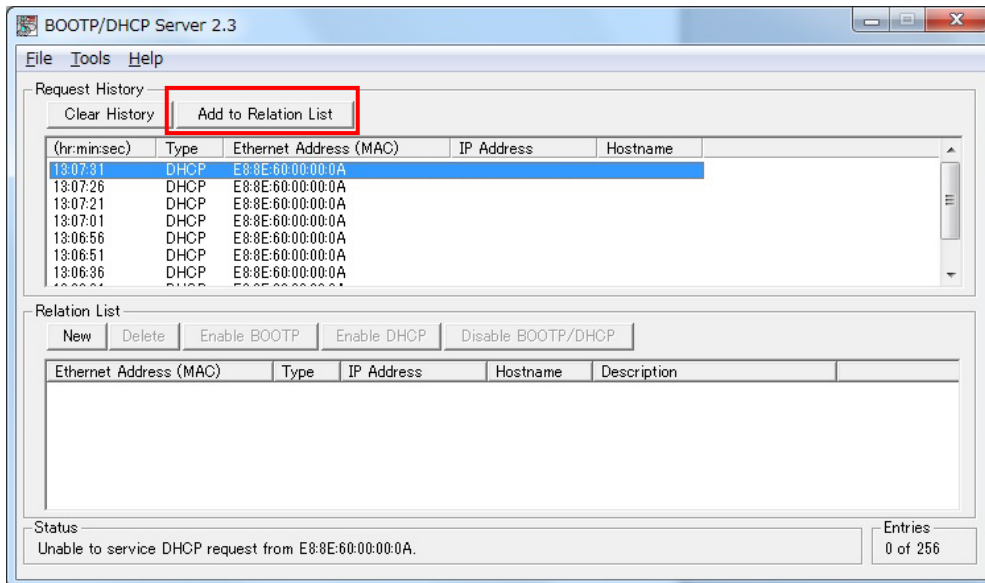 BOOTP/DHCP Server 2.3
File Tools Help
Request History
Clear History Add to Relation List
(hr:min:sec) Type Ethernet Address (MAC) IP Address Hostname
13:07:31 DHCP E8:8E:60:00:00:0A
13:07:26 DHCP E8:8E:60:00:00:0A
13:07:21 DHCP E8:8E:60:00:00:0A
13:07:01 DHCP E8:8E:60:00:00:0A
13:06:56 DHCP E8:8E:60:00:00:0A
13:06:51 DHCP E8:8E:60:00:00:0A
13:06:36 DHCP E8:8E:60:00:00:0A
Relation List
New Delete Enable BOOTP Enable DHCP Disable BOOTP/DHCP
Ethernet Address (MAC) Type IP Address Hostname Description
Status
Unable to service DHCP request from E8:8E:60:00:00:0A.
Entries
0 of 256